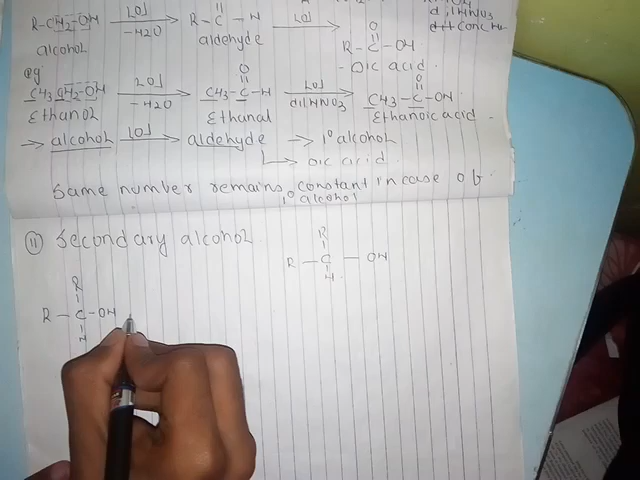 R-CH2-OH [O] R-C-H [O] dil HNO3
-H2O O
alcohol aldehyde R-C-OH
- Oic acid.
eg O O
CH3 CH2-OH [O] CH3-C-H [O] CH3-C-OH
-H2O dil HNO3
Ethanol Ethanal Ethanoic acid.
→ alcohol [O] aldehyde → 1° alcohol
→ oic acid.
Same number remains constant in case of
1° alcohol
(II) Secondary alcohol
R
R-C-OH
H
R
R-C-OH
H